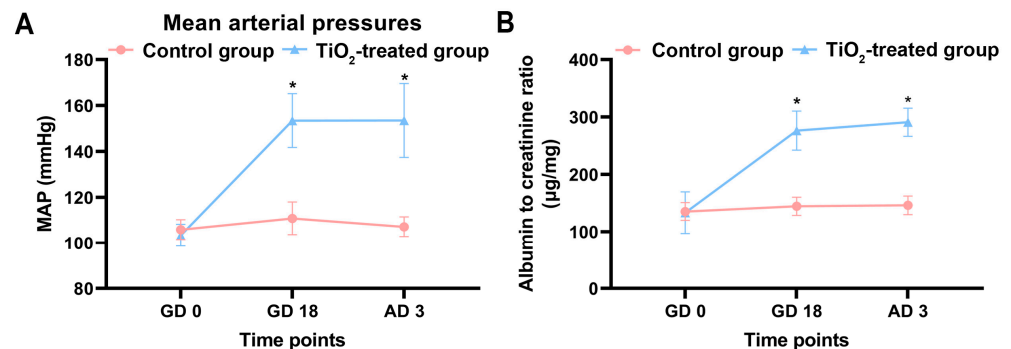 A
Mean arterial pressures
Control group
TiO₂-treated group
MAP (mmHg)
180
160
140
120
100
80
*
*
GD 0
GD 18
AD 3
Time points
B
Control group
TiO₂-treated group
Albumin to creatinine ratio
(μg/mg)
400
300
200
100
0
*
*
GD 0
GD 18
AD 3
Time points